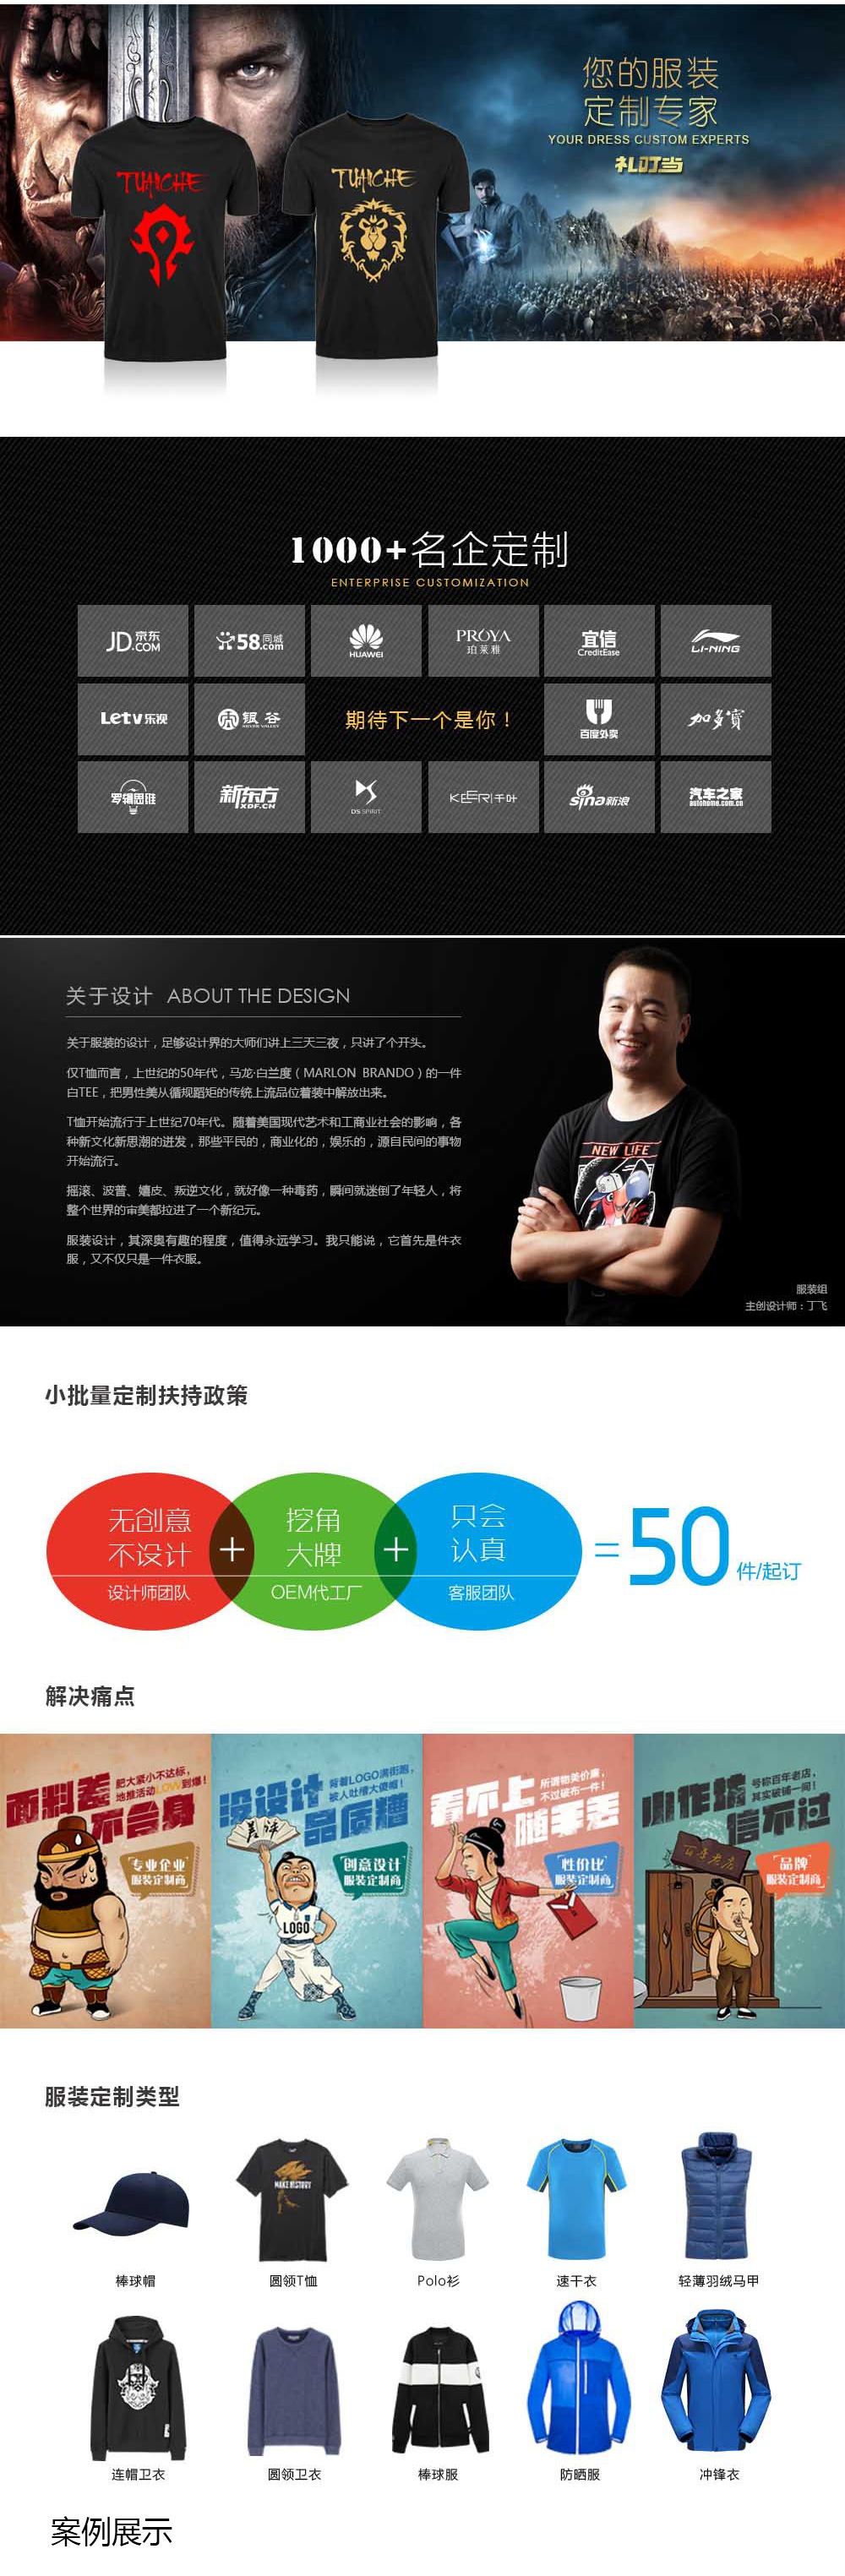 您的服装
定制专家
YOUR DRESS CUSTOM EXPERTS
礼叮当
TUHCHE
TUHCHE
1000+名企定制
ENTERPRISE CUSTOMIZATION
JD京东.COM
58同城.com
HUAWEI
PROYA
珀莱雅
宜信
CreditEase
LI-NING
Letv乐视
银谷
期待下一个是你！
百度外卖
加多宝
罗辑思维
新东方
XDF.CN
DS SPIRIT
KEER|千叶
sina新浪
汽车之家
autohome.com.cn
关于设计 ABOUT THE DESIGN
关于服装的设计，足够设计界的大师们讲上三天三夜，只讲了个开头。
仅T恤而言，上世纪的50年代，马龙·白兰度（MARLON BRANDO）的一件
白TEE，把男性美从循规蹈矩的传统上流品位着装中解放出来。
T恤开始流行于上世纪70年代。随着美国现代艺术和工商业社会的影响，各
种新文化新思潮的迸发，那些平民的，商业化的，娱乐的，源自民间的事物
开始流行。
摇滚、波普、嬉皮、叛逆文化，就好像一种毒药，瞬间就迷倒了年轻人，将
整个世界的审美都拉进了一个新纪元。
服装设计，其深奥有趣的程度，值得永远学习。我只能说，它首先是件衣
服，又不仅只是一件衣服。
NEW LIFE
服装组
主创设计师：丁飞
小批量定制扶持政策
无创意
不设计
设计师团队
+
挖角
大牌
OEM代工厂
+
只会
认真
客服团队
=50件/起订
解决痛点
面料差
不合身
肥大紧小不达标，
地推活动LOW到爆！
专业企业
服装定制商
没设计
品质糟
背着LOGO满街跑，
被人吐槽大傻帽！
差评
LOGO
创意设计
服装定制商
看不上
随手丢
所谓物美价廉，
不过破布一件！
性价比
服装定制商
小作坊
信不过
号称百年老店，
其实破铺一间！
百年老店
品牌
服装定制商
服装定制类型
MAKE HISTORY
棒球帽
圆领T恤
Polo衫
速干衣
轻薄羽绒马甲
连帽卫衣
圆领卫衣
棒球服
防晒服
冲锋衣
案例展示